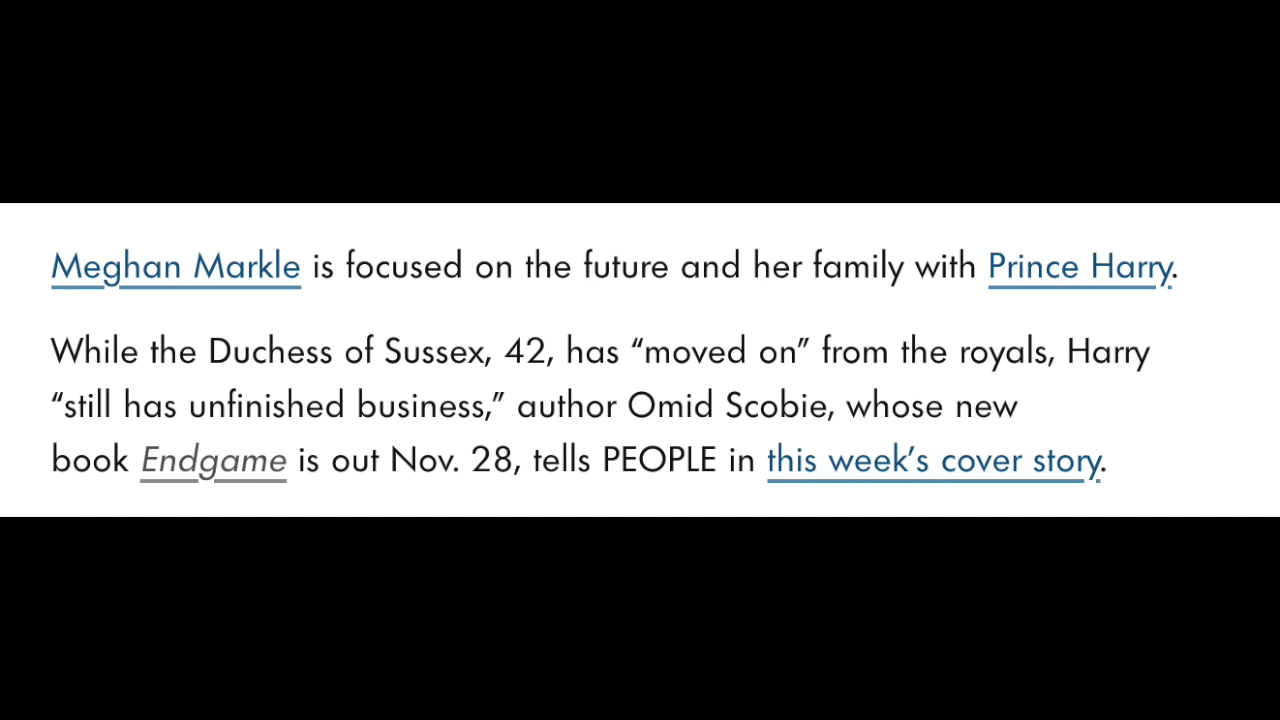 Meghan Markle is focused on the future and her family with Prince Harry.
While the Duchess of Sussex, 42, has “moved on” from the royals, Harry
“still has unfinished business,” author Omid Scobie, whose new
book Endgame is out Nov. 28, tells PEOPLE in this week’s cover story.